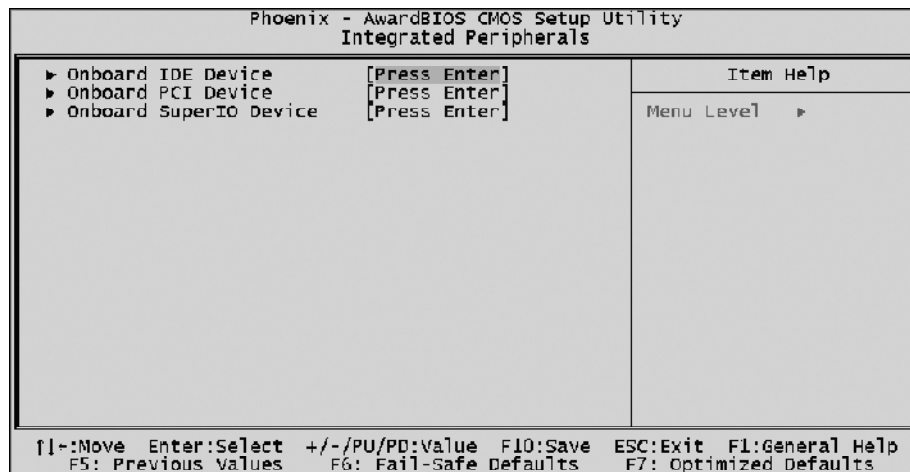 Phoenix - AwardBIOS CMOS Setup Utility
Integrated Peripherals
▶ Onboard IDE Device [Press Enter]
▶ Onboard PCI Device [Press Enter]
▶ Onboard SuperIO Device [Press Enter]
Item Help
Menu Level ▶
↑↓←:Move Enter:Select +/-/PU/PD:Value F10:Save ESC:Exit F1:General Help
F5: Previous Values F6: Fail-Safe Defaults F7: Optimized Defaults